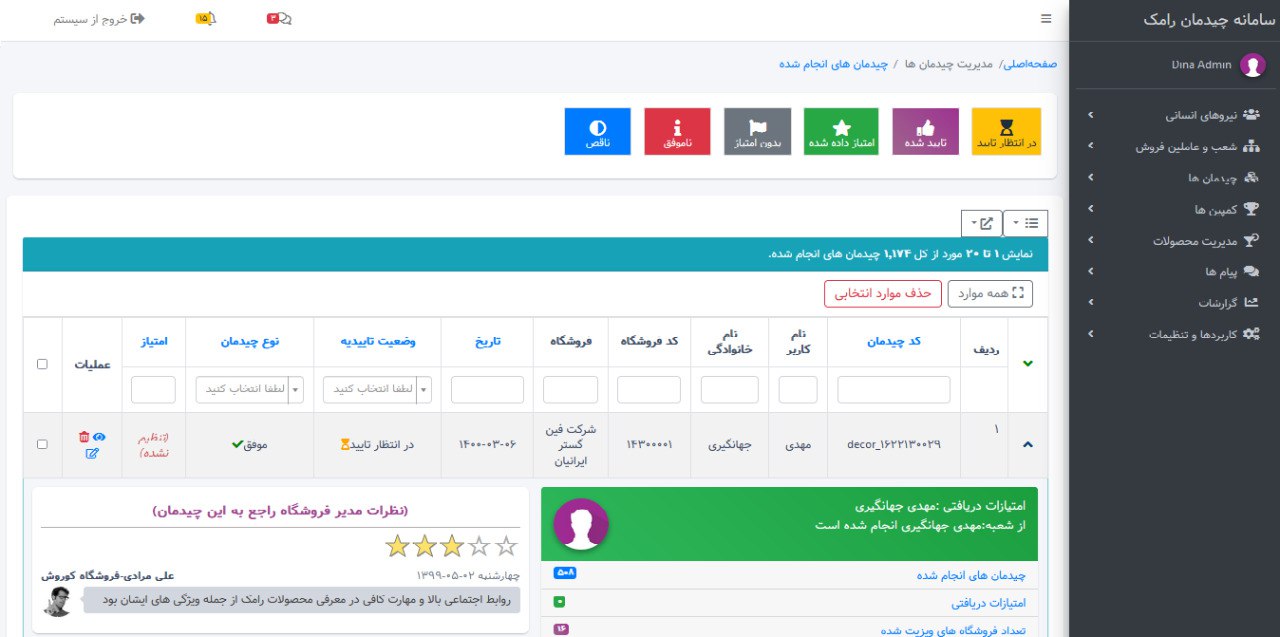 سامانه چیدمان رامک
Dina Admin
نیروهای انسانی
شعب و عاملین فروش
چیدمان ها
کمپین ها
مدیریت محصولات
پیام ها
گزارشات
کاربردها و تنظیمات
۳
۱۵
خروج از سیستم
صفحه‌اصلی/ مدیریت چیدمان ها / چیدمان های انجام شده
در انتظار تایید
تایید شده
امتیاز داده شده
بدون امتیاز
ناموفق
ناقص
نمایش ۱ تا ۲۰ مورد از کل ۱,۱۷۴ چیدمان های انجام شده.
همه موارد
حذف موارد انتخابی
ردیف کد چیدمان نام کاربر نام خانوادگی کد فروشگاه فروشگاه تاریخ وضعیت تاییدیه نوع چیدمان امتیاز عملیات
لطفا انتخاب کنید لطفا انتخاب کنید
۱ decor_۱۶۲۲۱۳۰۰۲۹ مهدی جهانگیری ۱۴۳۰۰۰۰۱ شرکت فین گستر ایرانیان ۱۴۰۰-۰۳-۰۶ در انتظار تایید موفق (تنظیم نشده)
امتیازات دریافتی :مهدی جهانگیری
از شعبه:مهدی جهانگیری انجام شده است
چیدمان های انجام شده ۵۰۸
امتیازات دریافتی ۰
تعداد فروشگاه های ویزیت شده ۱۴
(نظرات مدیر فروشگاه راجع به این چیدمان)
چهارشنبه ۰۲-۰۵-۱۳۹۹ علی مرادی-فروشگاه کوروش
روابط اجتماعی بالا و مهارت کافی در معرفی محصولات رامک از جمله ویژگی های ایشان بود